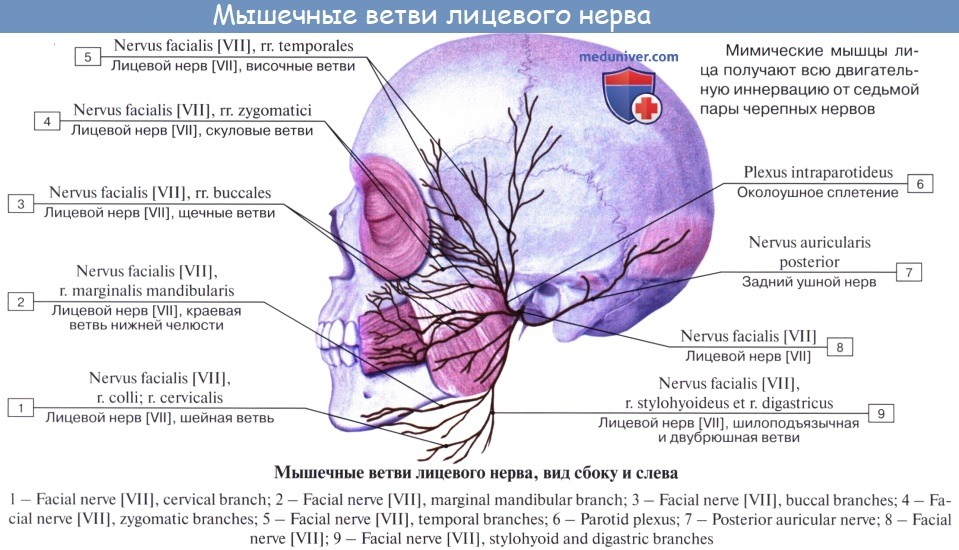 Мышечные ветви лицевого нерва
5
Nervus facialis [VII], rr. temporales
Лицевой нерв [VII], височные ветви
4
Nervus facialis [VII], rr. zygomatici
Лицевой нерв [VII], скуловые ветви
3
Nervus facialis [VII], rr. buccales
Лицевой нерв [VII], щечные ветви
2
Nervus facialis [VII],
r. marginalis mandibularis
Лицевой нерв [VII], краевая
ветвь нижней челюсти
1
Nervus facialis [VII],
r. colli; r. cervicalis
Лицевой нерв [VII], шейная ветвь
meduniver.com
Мимические мышцы ли-
ца получают всю двигатель-
ную иннервацию от седьмой
пары черепных нервов
Plexus intraparotideus
Околоушное сплетение
6
Nervus auricularis
posterior
Задний ушной нерв
7
Nervus facialis [VII]
Лицевой нерв [VII]
8
Nervus facialis [VII],
r. stylohyoideus et r. digastricus
Лицевой нерв [VII], шилоподъязычная
и двубрюшная ветви
9
Мышечные ветви лицевого нерва, вид сбоку и слева
1 – Facial nerve [VII], cervical branch; 2 – Facial nerve [VII], marginal mandibular branch; 3 – Facial nerve [VII], buccal branches; 4 – Fa-
cial nerve [VII], zygomatic branches; 5 – Facial nerve [VII], temporal branches; 6 – Parotid plexus; 7 – Posterior auricular nerve; 8 – Facial
nerve [VII]; 9 – Facial nerve [VII], stylohyoid and digastric branches